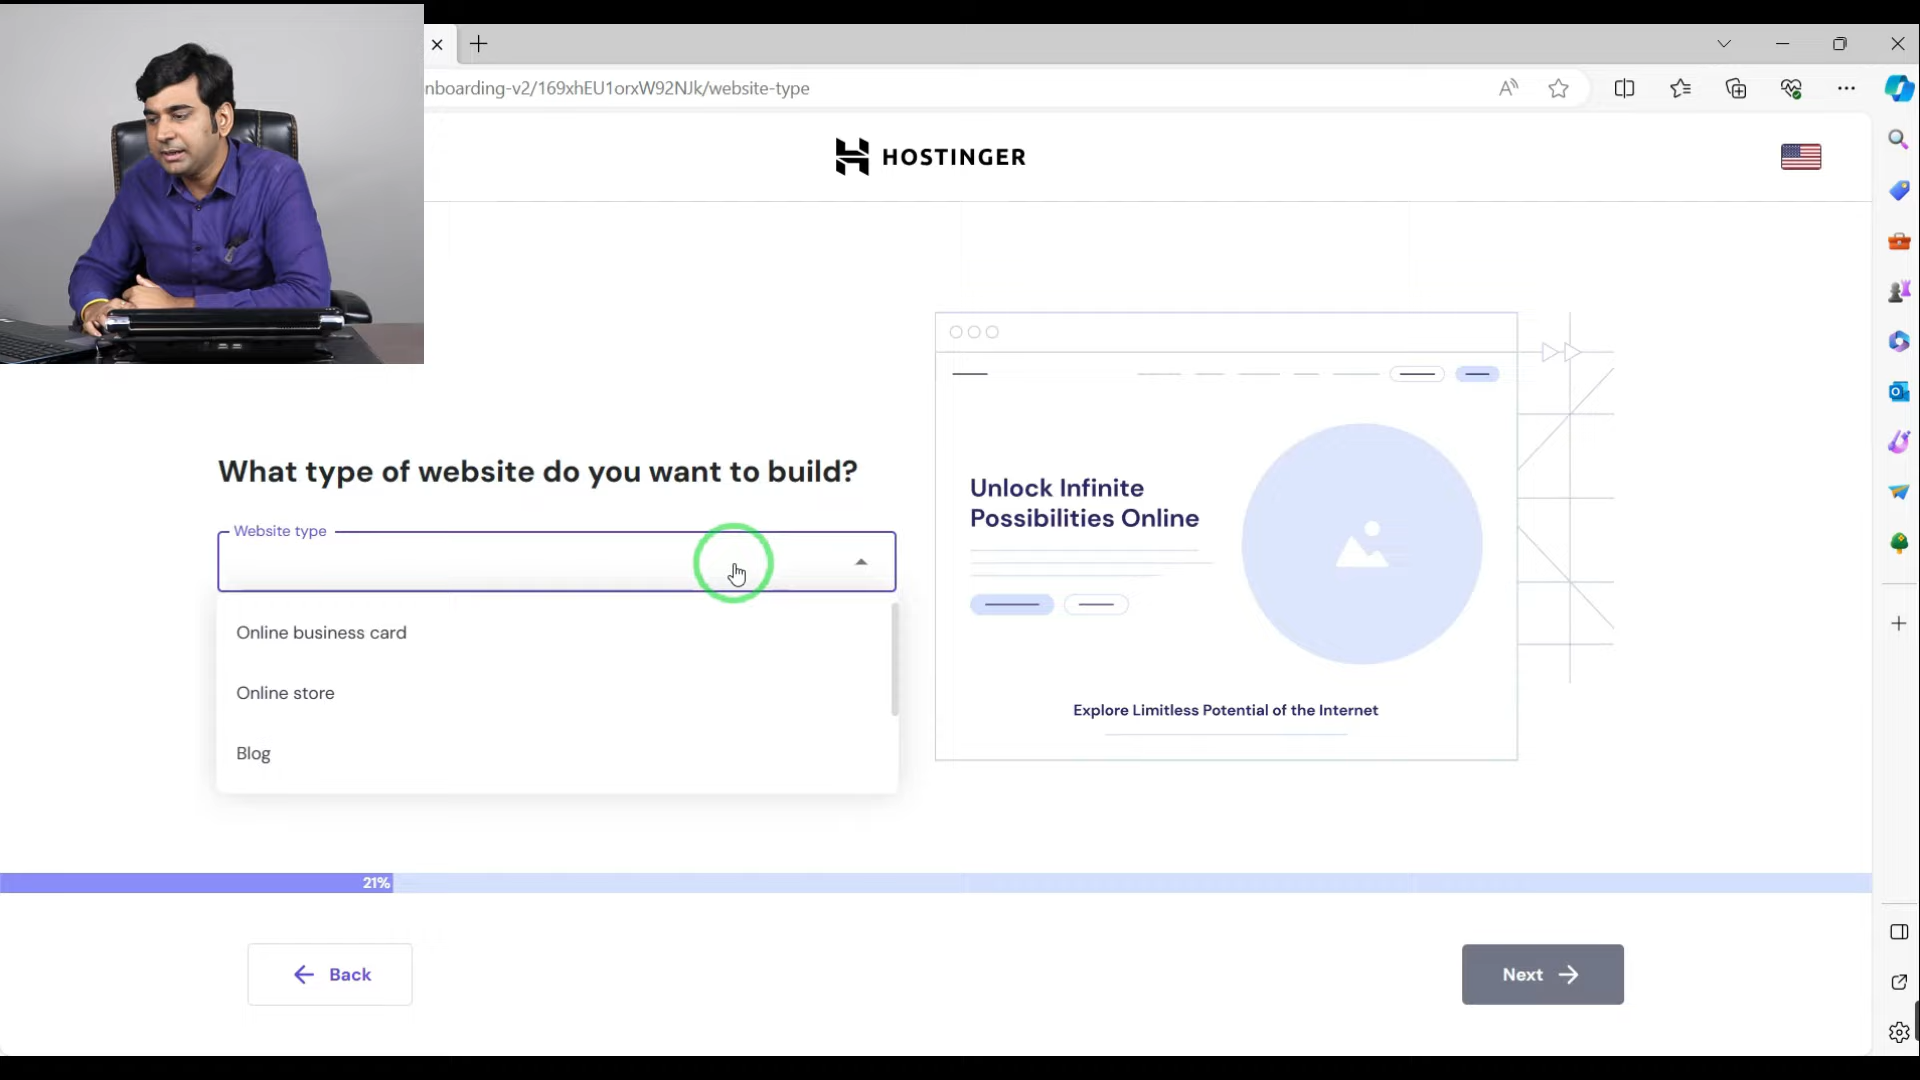 nboarding-v2/169xhEU1orxW92NJk/website-type
HOSTINGER
What type of website do you want to build?
Website type
Online business card
Online store
Blog
Unlock Infinite
Possibilities Online
Explore Limitless Potential of the Internet
21%
Back
Next